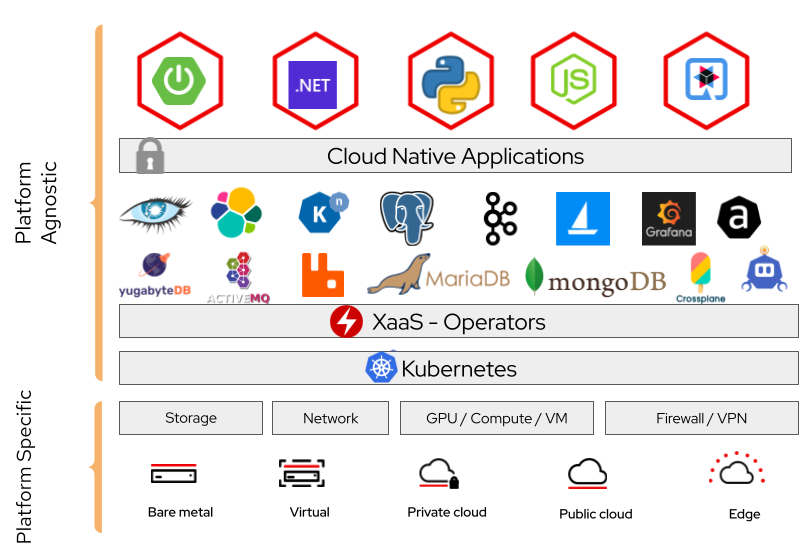 .NET
JS
Cloud Native Applications
K
n
Grafana
a
yugabyteDB
ACTIVEMQ
MariaDB
mongoDB
Crossplane
XaaS - Operators
Kubernetes
Platform
Agnostic
Storage
Network
GPU / Compute / VM
Firewall / VPN
Bare metal
Virtual
Private cloud
Public cloud
Edge
Platform Specific